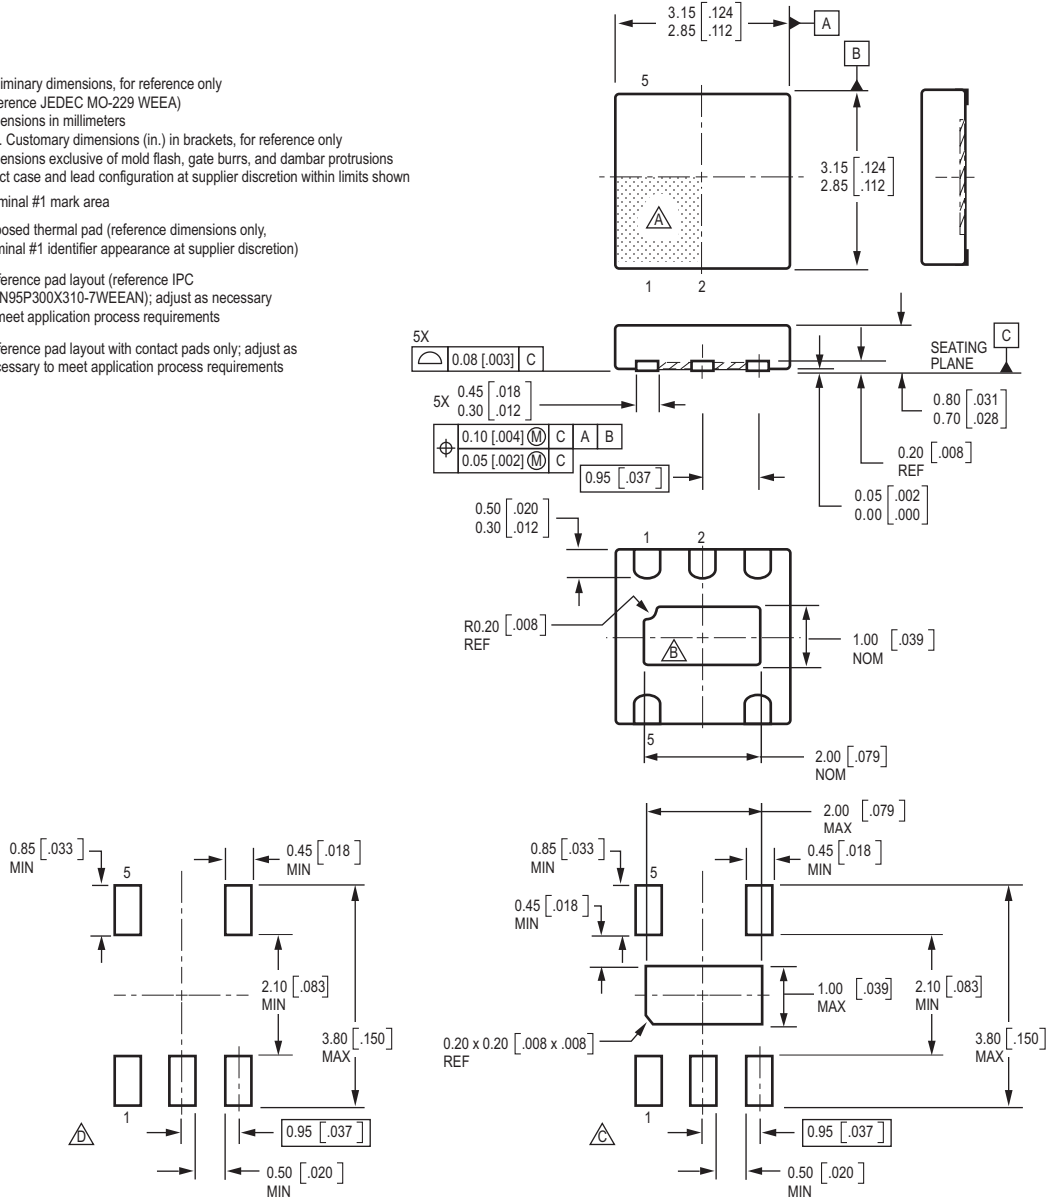 iminary dimensions, for reference only
erence JEDEC MO-229 WEEA)
ensions in millimeters
. Customary dimensions (in.) in brackets, for reference only
ensions exclusive of mold flash, gate burrs, and dambar protrusions
ct case and lead configuration at supplier discretion within limits shown
minal #1 mark area
posed thermal pad (reference dimensions only,
minal #1 identifier appearance at supplier discretion)
ference pad layout (reference IPC
N95P300X310-7WEEAN); adjust as necessary
meet application process requirements
ference pad layout with contact pads only; adjust as
cessary to meet application process requirements
3.15 [.124
2.85 .112]
A
B
5
3.15 [.124
2.85 .112]
A
1 2
5X
0.08 [.003] C
5X 0.45 [.018
0.30 .012]
0.10 [.004] Ⓜ C A B
0.05 [.002] Ⓜ C
0.95 [.037]
SEATING
PLANE
C
0.80 [.031
0.70 .028]
0.20 [.008]
REF
0.05 [.002
0.00 .000]
0.50 [.020
0.30 .012]
1 2
R0.20 [.008]
REF
B
1.00 [.039]
NOM
5
2.00 [.079]
NOM
0.85 [.033]
MIN
0.45 [.018]
MIN
5
2.10 [.083]
MIN
3.80 [.150]
MAX
1
D
0.95 [.037]
0.50 [.020]
MIN
2.00 [.079]
MAX
0.85 [.033]
MIN
0.45 [.018]
MIN
5
0.45 [.018]
MIN
1.00 [.039]
MAX
2.10 [.083]
MIN
3.80 [.150]
MAX
0.20 x 0.20 [.008 x .008]
REF
1
C
0.95 [.037]
0.50 [.020]
MIN